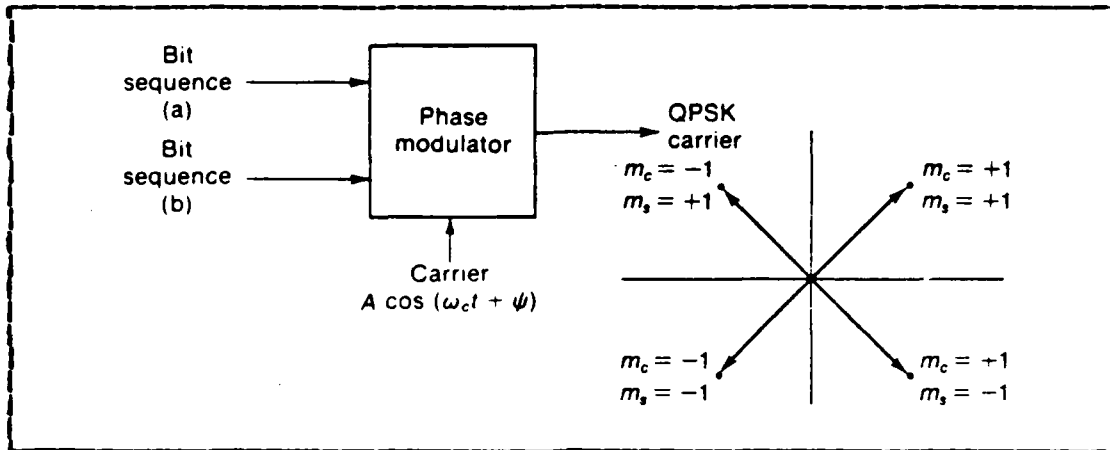 Bit
sequence
(a)
Bit
sequence
(b)
Phase
modulator
Carrier
A cos (ω_c t + ψ)
QPSK
carrier
m_c = −1
m_s = +1
m_c = +1
m_s = +1
m_c = −1
m_s = −1
m_c = +1
m_s = −1